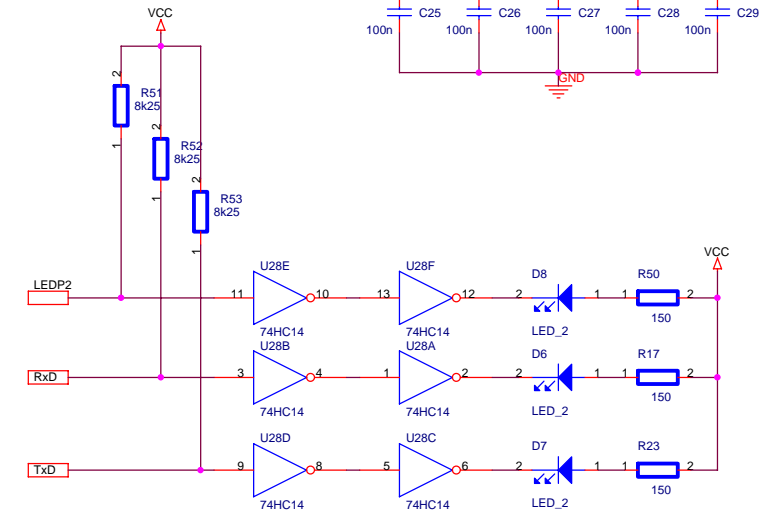 VCC
C25 C26 C27 C28 C29
100n 100n 100n 100n 100n
GND
2
R51
8k25
1
2
R52
8k25
1
2
R53
8k25
1
VCC
U28E U28F D8 R50
LEDP2
11 10 13 12 2 1 1 2
74HC14 74HC14 LED_2 150
U28B U28A D6 R17
RxD
3 4 1 2 2 1 1 2
74HC14 74HC14 LED_2 150
U28D U28C D7 R23
TxD
9 8 5 6 2 1 1 2
74HC14 74HC14 LED_2 150